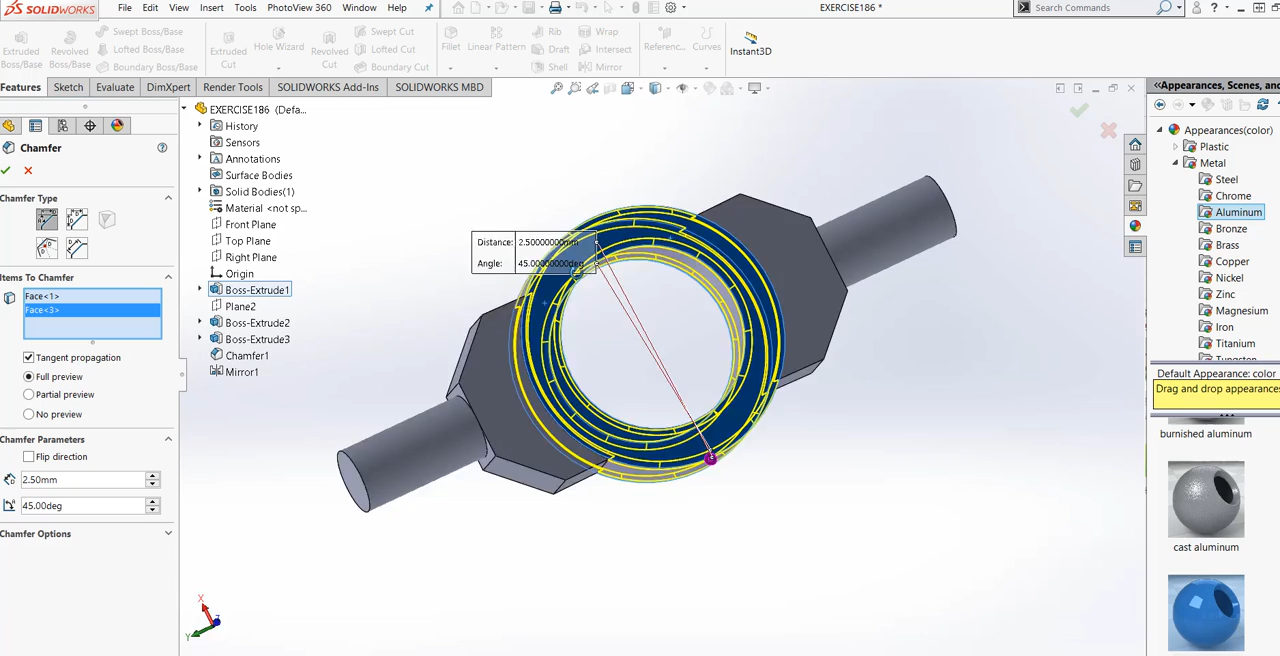 SOLIDWORKS File Edit View Insert Tools PhotoView 360 Window Help EXERCISE186 * Search Commands
Extruded Boss/Base
Revolved Boss/Base
Swept Boss/Base
Lofted Boss/Base
Boundary Boss/Base
Extruded Cut
Hole Wizard
Revolved Cut
Swept Cut
Lofted Cut
Boundary Cut
Fillet
Linear Pattern
Rib
Draft
Shell
Wrap
Intersect
Mirror
Referenc...
Curves
Instant3D
Features Sketch Evaluate DimXpert Render Tools SOLIDWORKS Add-Ins SOLIDWORKS MBD
Chamfer
Chamfer Type
Items To Chamfer
Face<1>
Face<3>
Tangent propagation
Full preview
Partial preview
No preview
Chamfer Parameters
Flip direction
2.50mm
45.00deg
Chamfer Options
EXERCISE186 (Defa...
History
Sensors
Annotations
Surface Bodies
Solid Bodies(1)
Material <not sp...
Front Plane
Top Plane
Right Plane
Origin
Boss-Extrude1
Plane2
Boss-Extrude2
Boss-Extrude3
Chamfer1
Mirror1
Distance: 2.50000000mm
Angle: 45.00000000deg
X
Y
Z
<<Appearances, Scenes, and
Appearances(color)
Plastic
Metal
Steel
Chrome
Aluminum
Bronze
Brass
Copper
Nickel
Zinc
Magnesium
Iron
Titanium
Tungsten
Default Appearance: color
Drag and drop appearances
burnished aluminum
cast aluminum